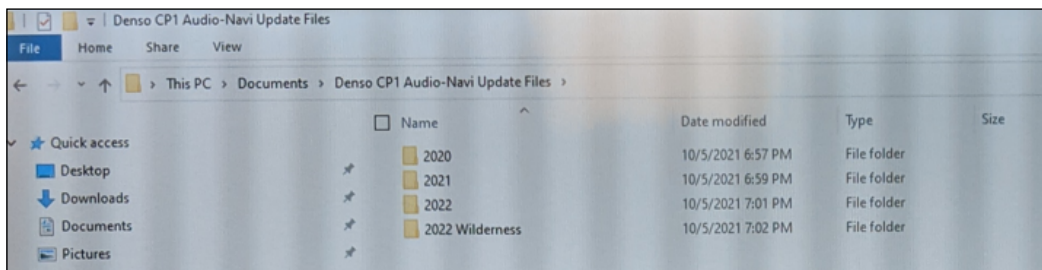 Denso CP1 Audio-Navi Update Files
File Home Share View
This PC > Documents > Denso CP1 Audio-Navi Update Files >
Name Date modified Type Size
Quick access
Desktop
Downloads
Documents
Pictures
2020 10/5/2021 6:57 PM File folder
2021 10/5/2021 6:59 PM File folder
2022 10/5/2021 7:01 PM File folder
2022 Wilderness 10/5/2021 7:02 PM File folder